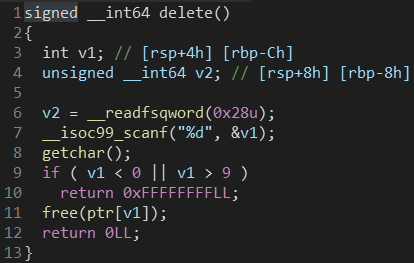 1 signed __int64 delete()
2 {
3   int v1; // [rsp+4h] [rbp-Ch]
4   unsigned __int64 v2; // [rsp+8h] [rbp-8h]
5
6   v2 = __readfsqword(0x28u);
7   __isoc99_scanf("%d", &v1);
8   getchar();
9   if ( v1 < 0 || v1 > 9 )
10     return 0xFFFFFFFFLL;
11   free(ptr[v1]);
12   return 0LL;
13 }